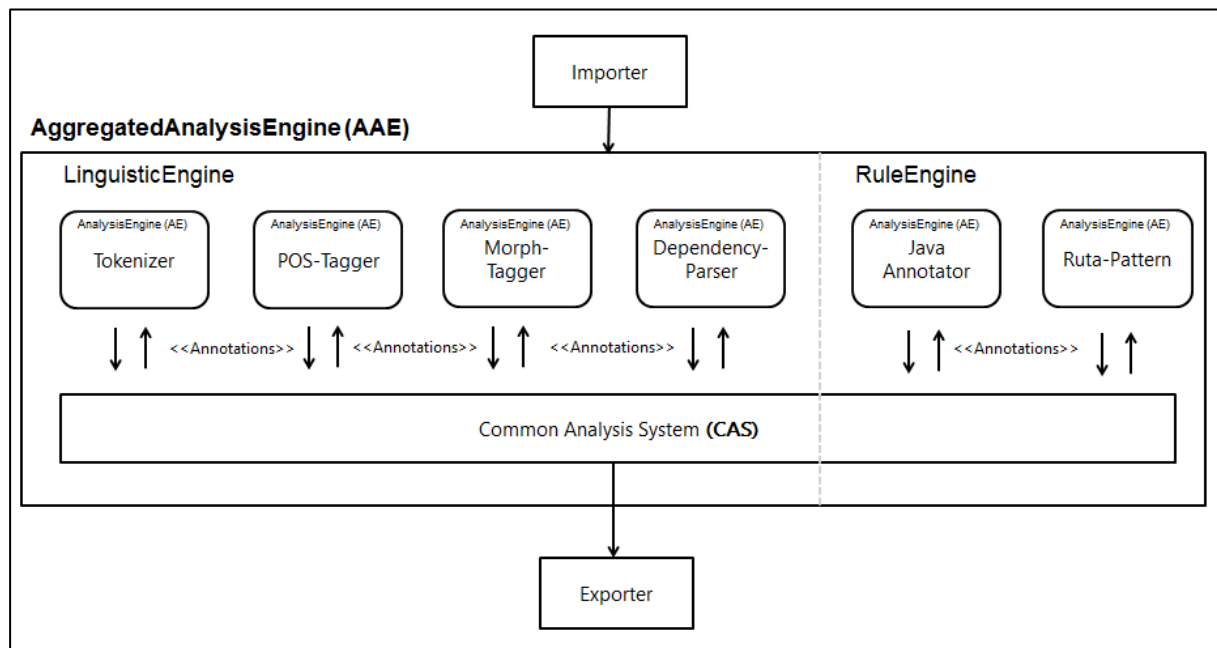 Importer
AggregatedAnalysisEngine (AAE)
LinguisticEngine
RuleEngine
AnalysisEngine (AE)
Tokenizer
AnalysisEngine (AE)
POS-Tagger
AnalysisEngine (AE)
Morph-
Tagger
AnalysisEngine (AE)
Dependency-
Parser
AnalysisEngine (AE)
Java
Annotator
AnalysisEngine (AE)
Ruta-Pattern
<<Annotations>>
<<Annotations>>
<<Annotations>>
<<Annotations>>
Common Analysis System (CAS)
Exporter